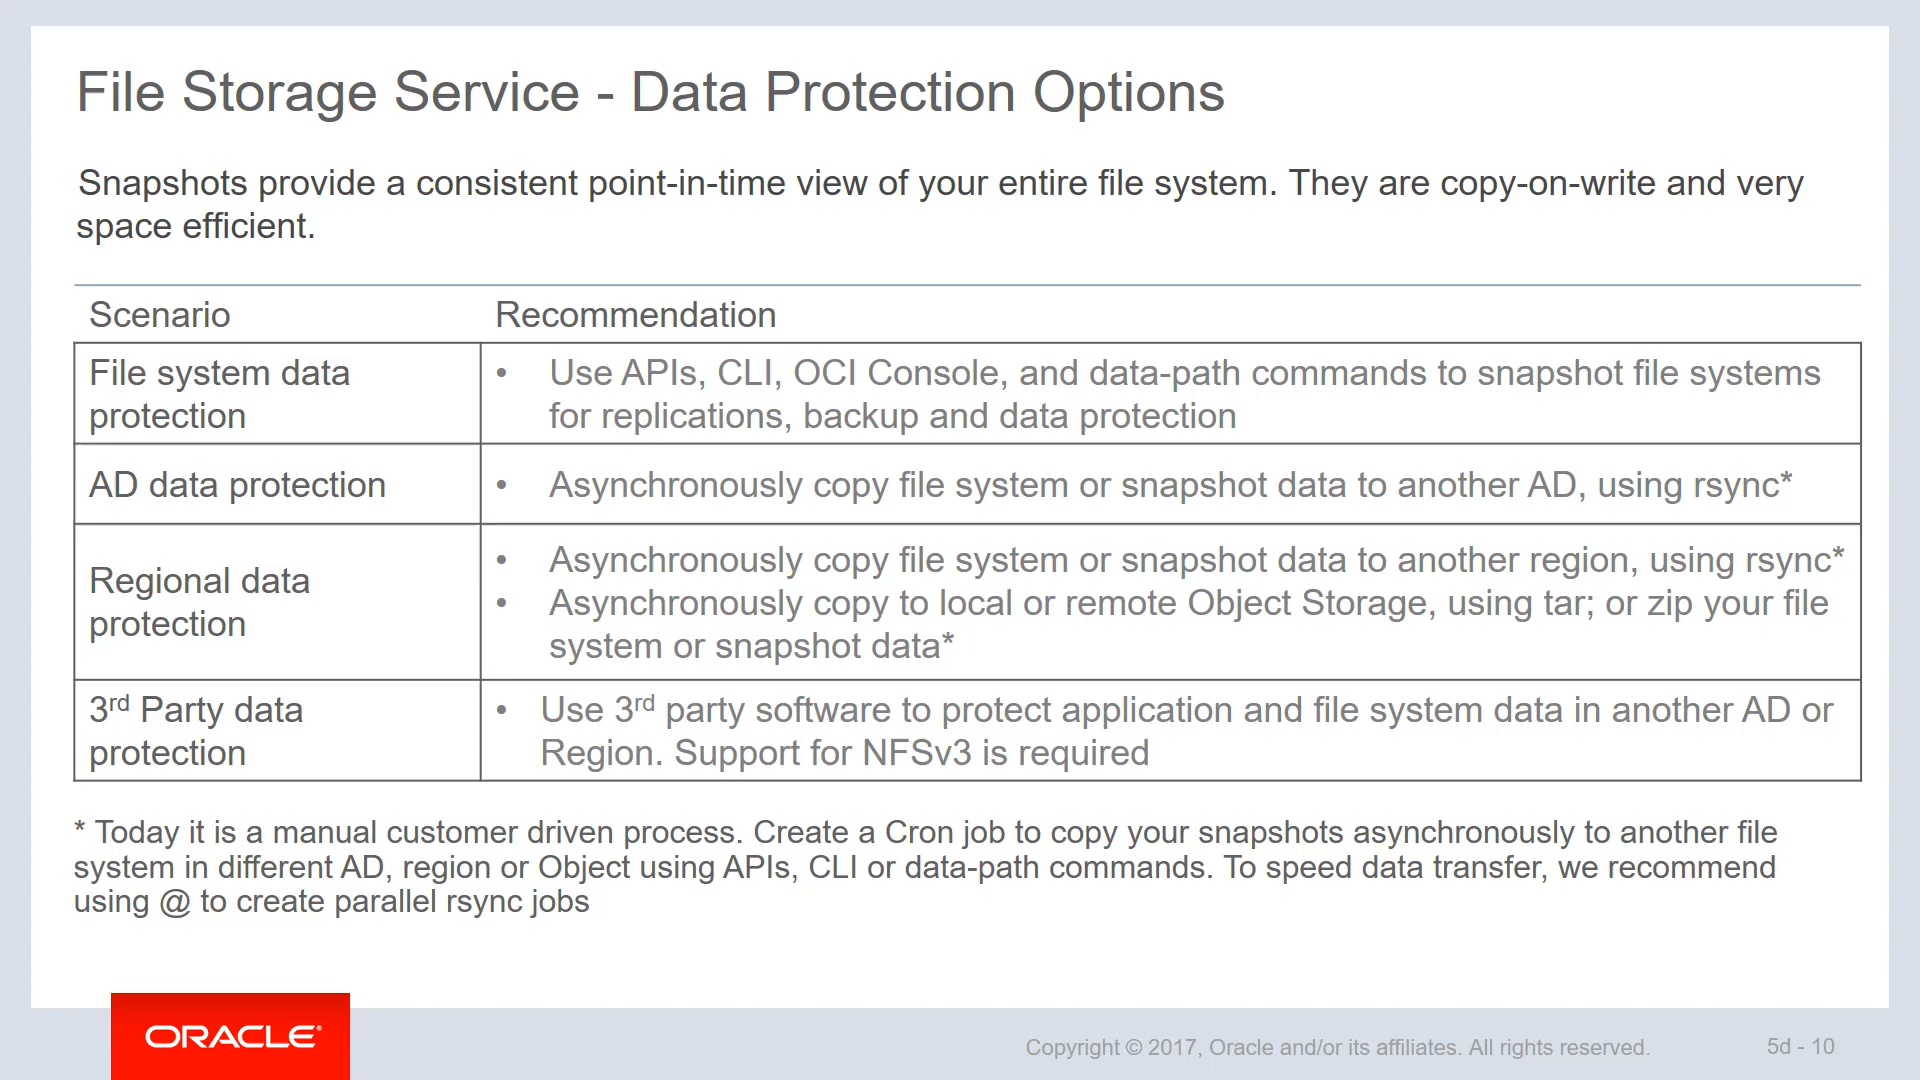 File Storage Service - Data Protection Options
Snapshots provide a consistent point-in-time view of your entire file system. They are copy-on-write and very
space efficient.
Scenario Recommendation
File system data
protection
• Use APIs, CLI, OCI Console, and data-path commands to snapshot file systems
for replications, backup and data protection
AD data protection
• Asynchronously copy file system or snapshot data to another AD, using rsync*
Regional data
protection
• Asynchronously copy file system or snapshot data to another region, using rsync*
• Asynchronously copy to local or remote Object Storage, using tar; or zip your file
system or snapshot data*
3rd Party data
protection
• Use 3rd party software to protect application and file system data in another AD or
Region. Support for NFSv3 is required
* Today it is a manual customer driven process. Create a Cron job to copy your snapshots asynchronously to another file
system in different AD, region or Object using APIs, CLI or data-path commands. To speed data transfer, we recommend
using @ to create parallel rsync jobs
ORACLE®
Copyright © 2017, Oracle and/or its affiliates. All rights reserved.
5d - 10